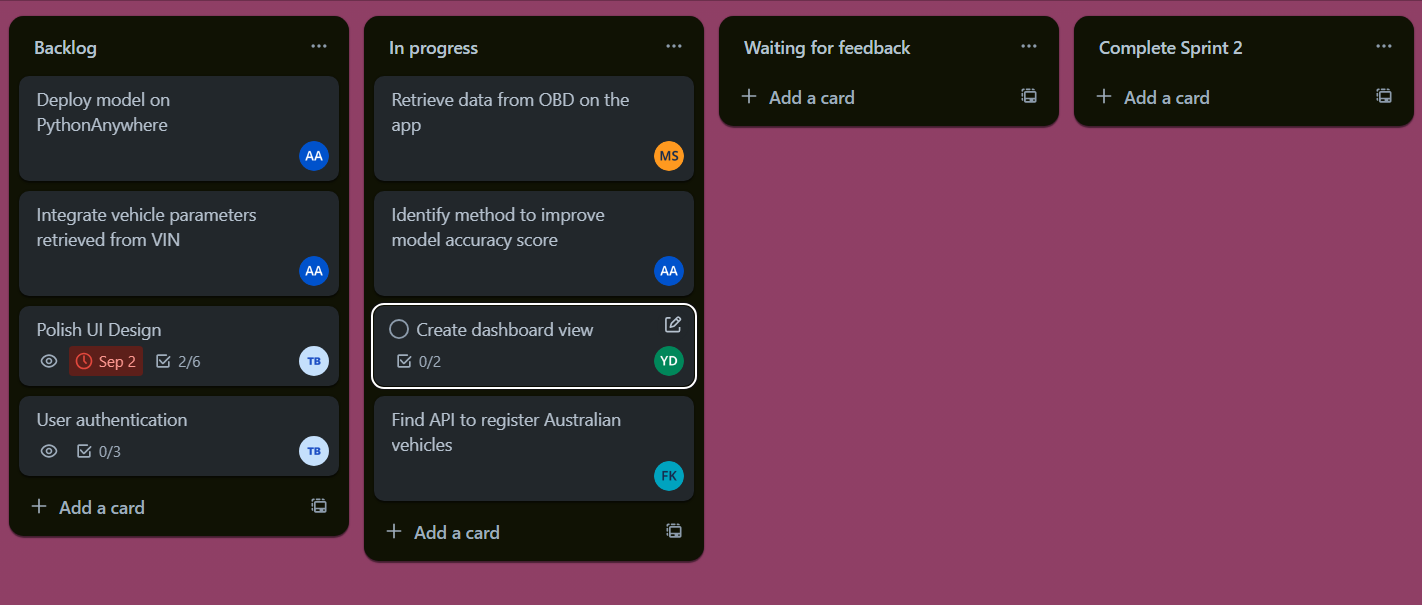 Backlog
Deploy model on
PythonAnywhere
AA
Integrate vehicle parameters
retrieved from VIN
AA
Polish UI Design
Sep 2
2/6
TB
User authentication
0/3
TB
Add a card
In progress
Retrieve data from OBD on the
app
MS
Identify method to improve
model accuracy score
AA
Create dashboard view
0/2
YD
Find API to register Australian
vehicles
FK
Add a card
Waiting for feedback
Add a card
Complete Sprint 2
Add a card